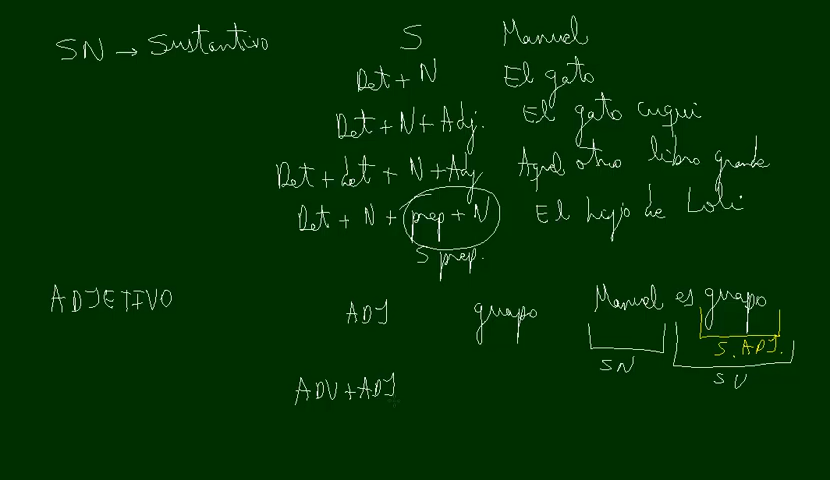 SN → Sustantivo S Manuel
Det + N El gato
Det + N + Adj. El gato cuqui
Det + det + N + Adj Aquel otro libro grande
Det + N + prep + N El hijo de Loli
S prep.
ADJETIVO ADJ guapo Manuel es guapo
S. ADJ.
SN SV
ADV + ADJ